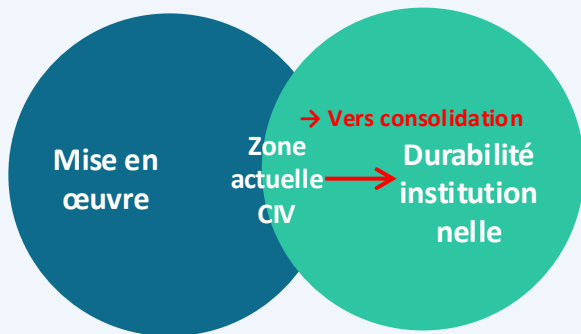 Mise en
œuvre
Zone
actuelle
CIV
→ Vers consolidation
Durabilité
institution
nelle